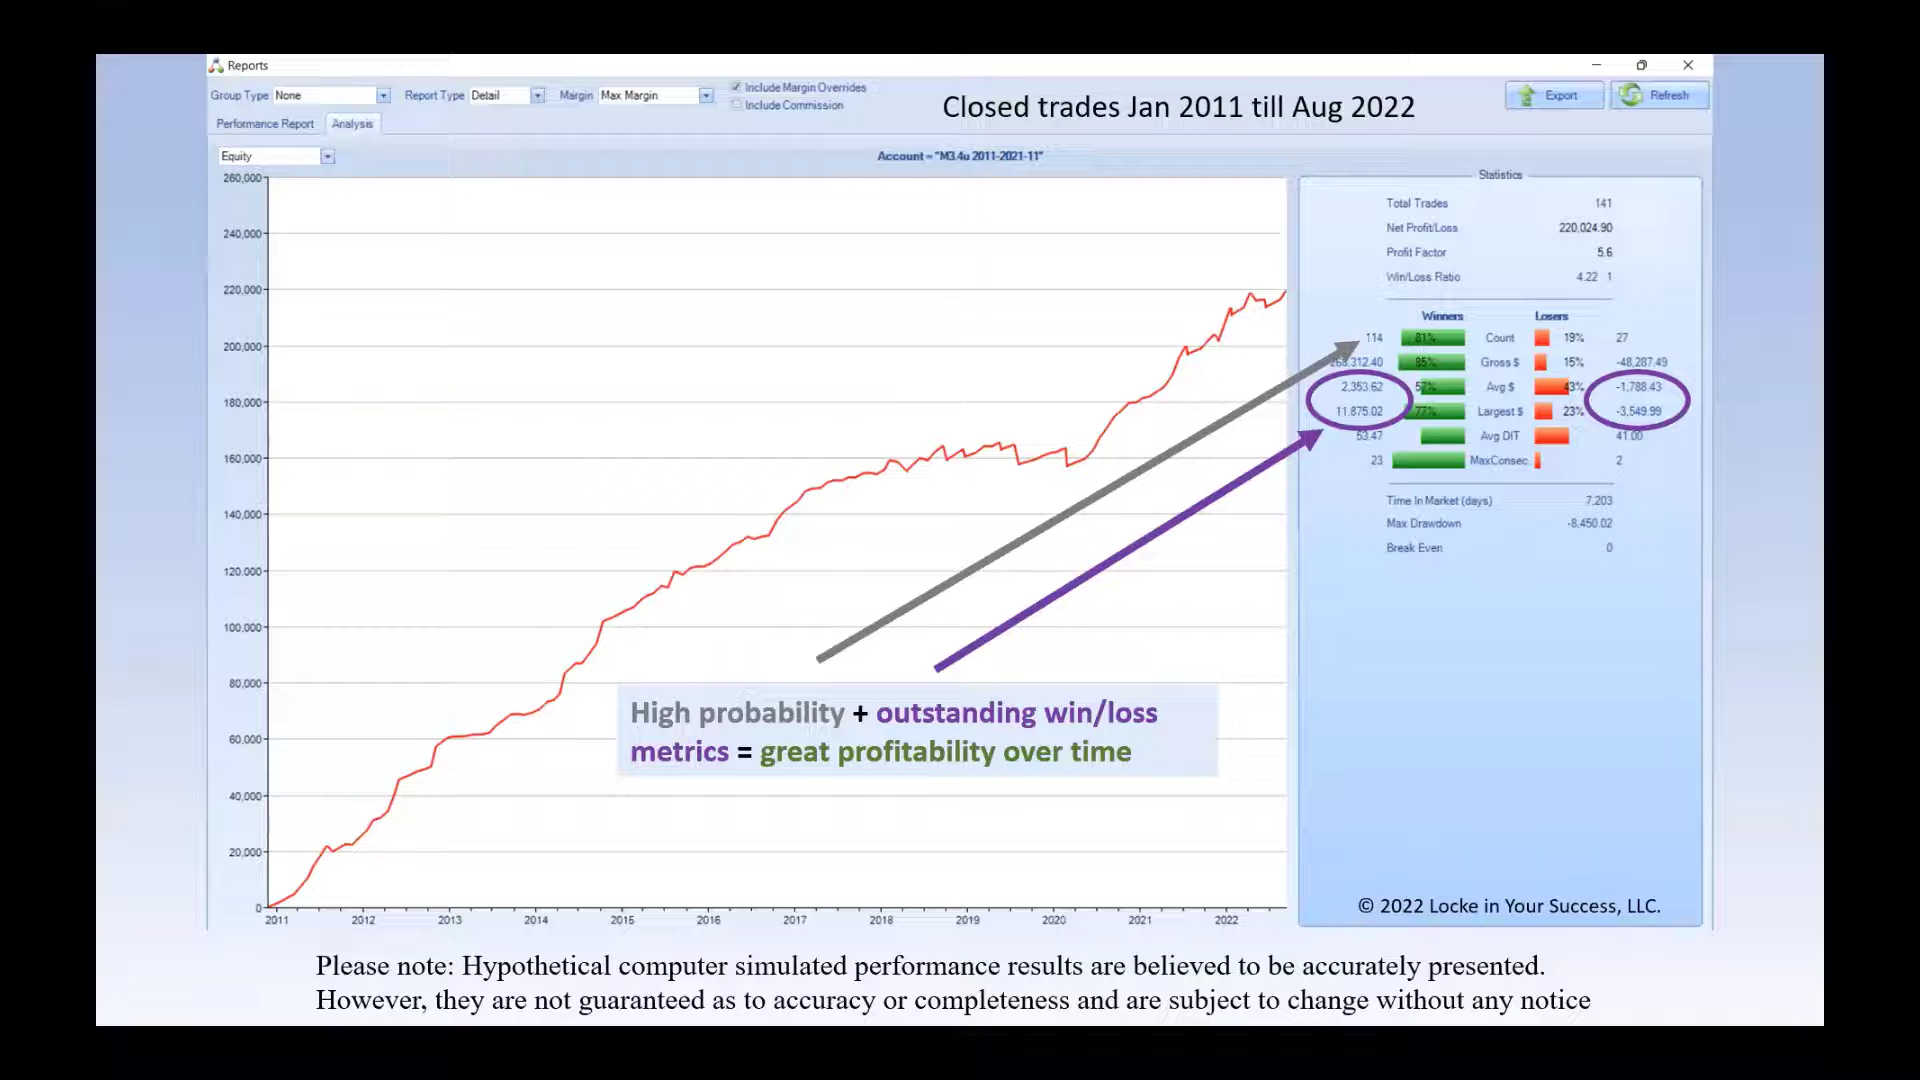 Reports
Group Type None Report Type Detail Margin Max Margin Include Margin Overrides
Include Commission
Closed trades Jan 2011 till Aug 2022
Export Refresh
Performance Report Analysis
Equity
Account = "M3.4u 2011-2021-11"
260,000
240,000
220,000
200,000
180,000
160,000
140,000
120,000
100,000
80,000
60,000
40,000
20,000
0
2011 2012 2013 2014 2015 2016 2017 2018 2019 2020 2021 2022
High probability + outstanding win/loss
metrics = great profitability over time
Statistics
Total Trades 141
Net Profit/Loss 220,024.90
Profit Factor 5.6
Win/Loss Ratio 4.22 1
Winners Losers
114 81% Count 19% 27
85% Gross $ 15% -48,287.49
2,353.62 57% Avg $ 43% -1,788.43
11,875.02 77% Largest $ 23% -3,549.99
53.47 Avg DIT 41.00
23 MaxConsec. 2
Time In Market (days) 7,203
Max Drawdown -8,450.02
Break Even 0
© 2022 Locke in Your Success, LLC.
Please note: Hypothetical computer simulated performance results are believed to be accurately presented.
However, they are not guaranteed as to accuracy or completeness and are subject to change without any notice